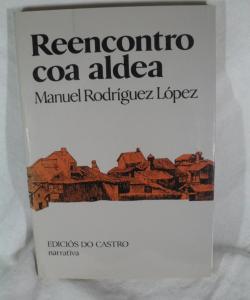 Reencontro
coa aldea
Manuel Rodríguez López
EDICIÓS DO CASTRO
narrativa